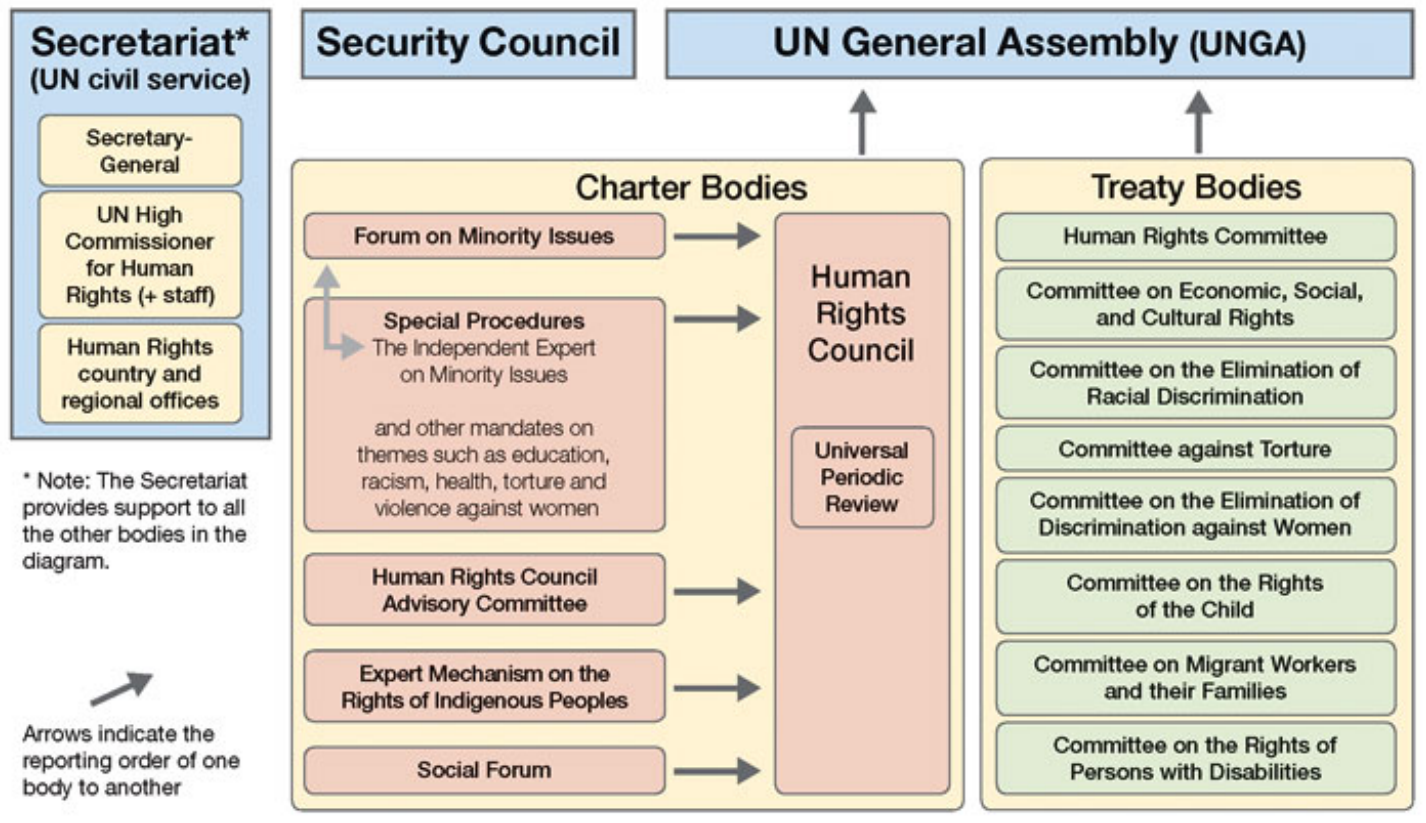 Secretariat*
(UN civil service)
Secretary-
General
UN High
Commissioner
for Human
Rights (+ staff)
Human Rights
country and
regional offices
* Note: The Secretariat
provides support to all
the other bodies in the
diagram.
Arrows indicate the
reporting order of one
body to another
Security Council
UN General Assembly (UNGA)
Charter Bodies
Forum on Minority Issues
Special Procedures
The Independent Expert
on Minority Issues
and other mandates on
themes such as education,
racism, health, torture and
violence against women
Human Rights Council
Advisory Committee
Expert Mechanism on the
Rights of Indigenous Peoples
Social Forum
Human
Rights
Council
Universal
Periodic
Review
Treaty Bodies
Human Rights Committee
Committee on Economic, Social,
and Cultural Rights
Committee on the Elimination of
Racial Discrimination
Committee against Torture
Committee on the Elimination of
Discrimination against Women
Committee on the Rights
of the Child
Committee on Migrant Workers
and their Families
Committee on the Rights of
Persons with Disabilities